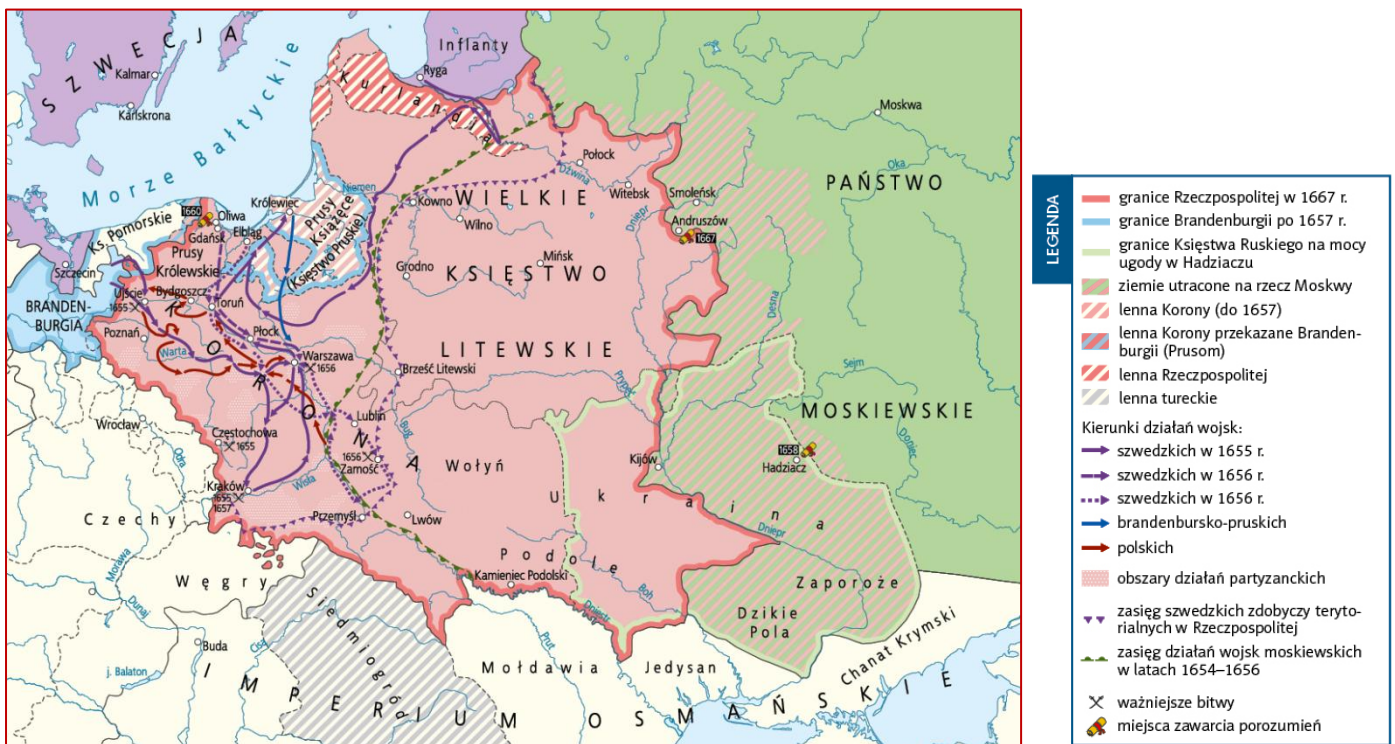 SZWECJA
Kalmar
Karlskrona
Morze Bałtyckie
Inflanty
Ryga
Kurlandia
Moskwa
Oka
PAŃSTWO
MOSKIEWSKIE
Połock
Dźwina
Witebsk
Smoleńsk
Dniepr
Andruszów
1667
WIELKIE
KSIĘSTWO
LITEWSKIE
Niemen
Kowno
Wilno
Mińsk
Grodno
Królewiec
Prusy
Książęce
(Księstwo Pruskie)
1660
Oliwa
Gdańsk
Elbląg
Ks. Pomorskie
Prusy
Królewskie
Szczecin
BRANDEN-
BURGIA
Ujście
1655
Bydgoszcz
Toruń
Poznań
Płock
Warta
Warszawa
1656
KORONA
Brześć Litewski
Prypeć
Desna
Sejm
Doniec
Wrocław
Odra
Częstochowa
1655
Lublin
1656
Zamość
Bug
Wołyń
Kijów
1658
Hadziacz
Kraków
1655
1657
Wisła
Przemyśl
Lwów
Ukraina
Dniepr
Czechy
Morawa
Podole
Kamieniec Podolski
Boh
Zaporoże
Dzikie
Pola
Węgry
Dunaj
Siedmiogród
Cisa
Dniestr
Prut
Buda
j. Balaton
Mołdawia
Jedysan
Chanat Krymski
IMPERIUM OSMAŃSKIE
LEGENDA
granice Rzeczpospolitej w 1667 r.
granice Brandenburgii po 1657 r.
granice Księstwa Ruskiego na mocy
ugody w Hadziaczu
ziemie utracone na rzecz Moskwy
lenna Korony (do 1657)
lenna Korony przekazane Branden-
burgii (Prusom)
lenna Rzeczpospolitej
lenna tureckie
Kierunki działań wojsk:
szwedzkich w 1655 r.
szwedzkich w 1656 r.
szwedzkich w 1656 r.
brandenbursko-pruskich
polskich
obszary działań partyzanckich
zasięg szwedzkich zdobyczy teryto-
rialnych w Rzeczpospolitej
zasięg działań wojsk moskiewskich
w latach 1654–1656
ważniejsze bitwy
miejsca zawarcia porozumień